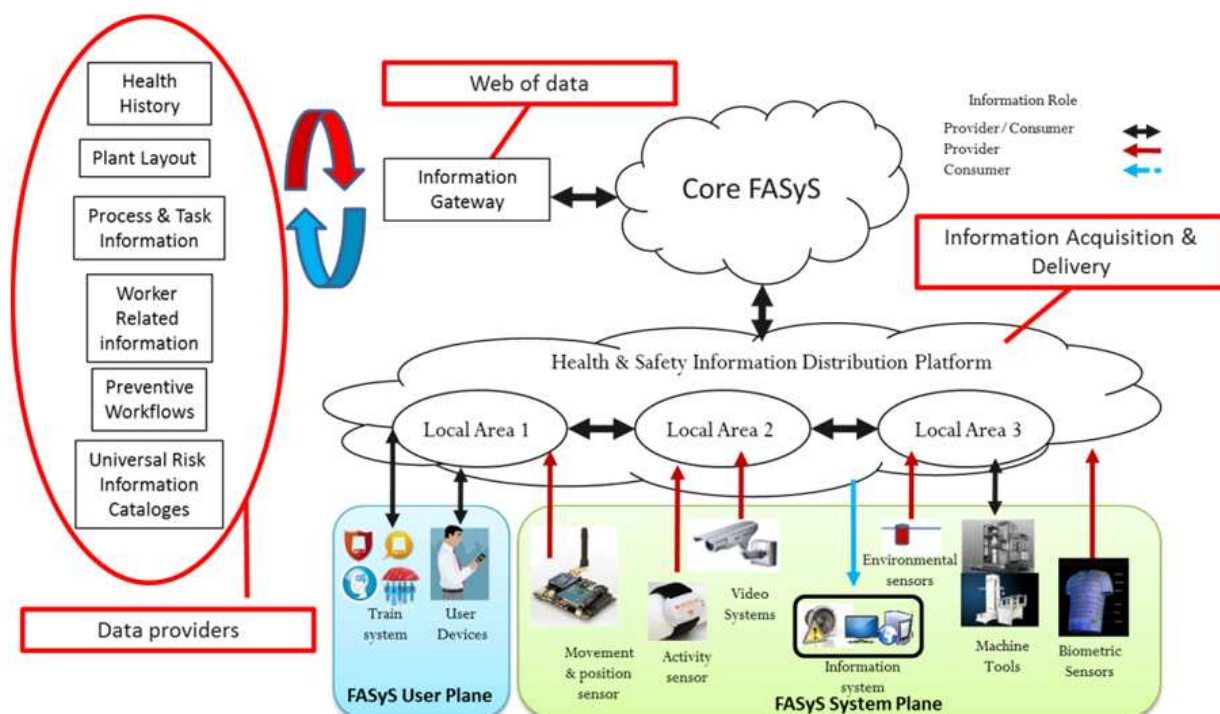 Health
History
Plant Layout
Process & Task
Information
Worker
Related
information
Preventive
Workflows
Universal Risk
Information
Cataloges
Data providers
Web of data
Information
Gateway
Core FASyS
Information Role
Provider/Consumer
Provider
Consumer
Information Acquisition &
Delivery
Health & Safety Information Distribution Platform
Local Area 1
Local Area 2
Local Area 3
Train
system
User
Devices
FASyS User Plane
Movement
& position
sensor
Activity
sensor
Video
Systems
Information
system
Environmental
sensors
Machine
Tools
Biometric
Sensors
FASyS System Plane